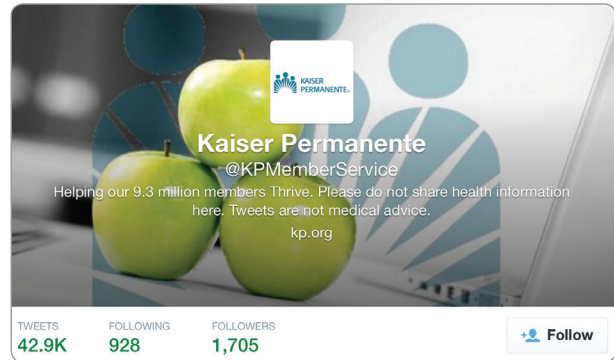 KAISER
PERMANENTE®
Kaiser Permanente
@KPMemberService
Helping our 9.3 million members Thrive. Please do not share health information
here. Tweets are not medical advice.
kp.org
TWEETS FOLLOWING FOLLOWERS
42.9K 928 1,705
Follow